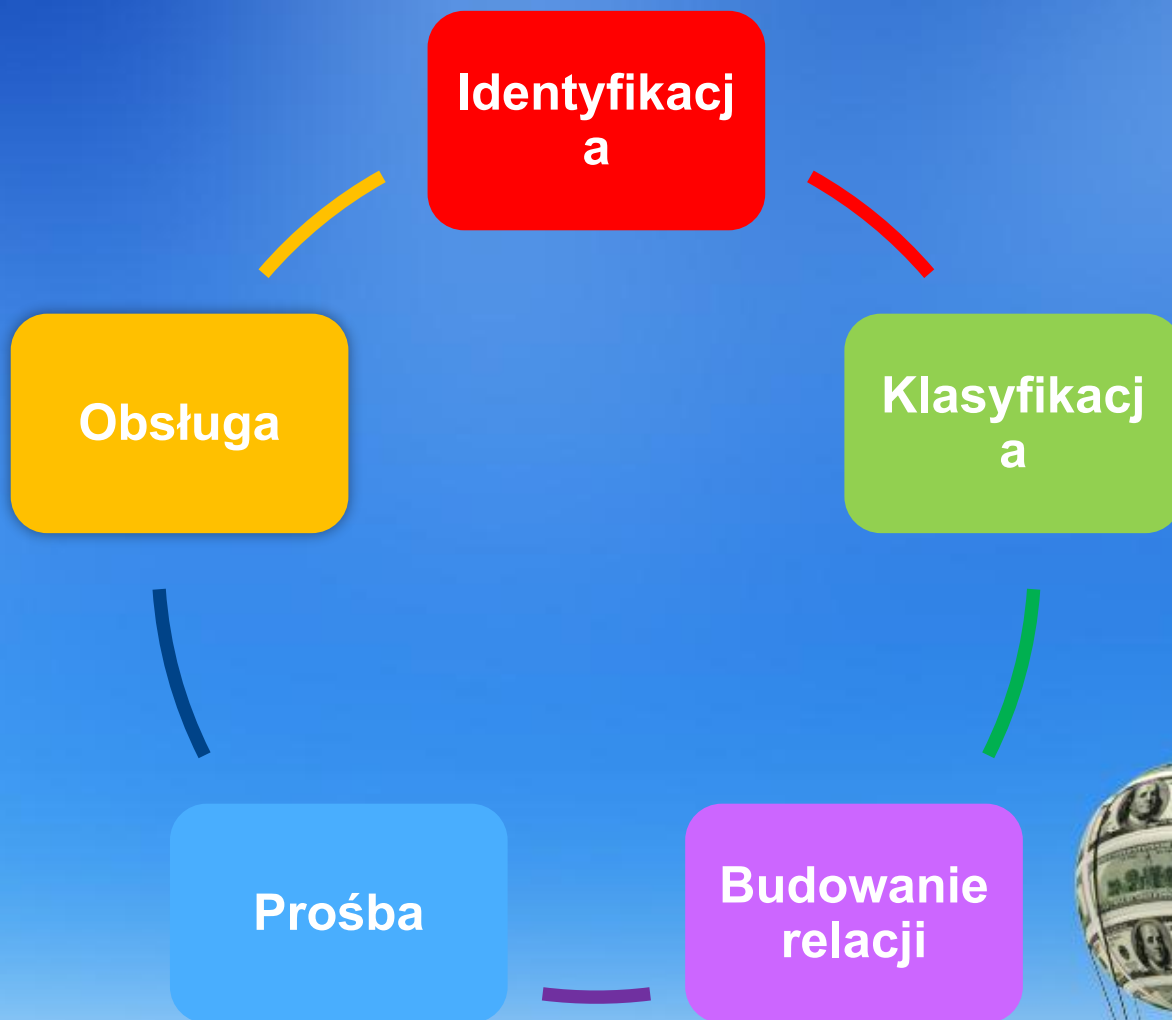 Identyfikacj
a
Klasyfikacj
a
Budowanie
relacji
Prośba
Obsługa